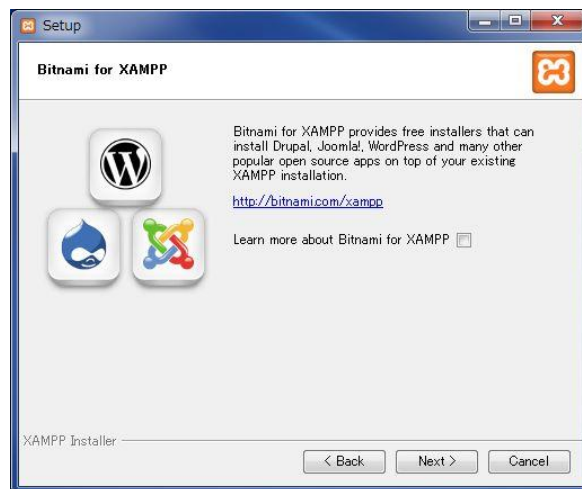 Setup
Bitnami for XAMPP
Bitnami for XAMPP provides free installers that can
install Drupal, Joomla!, WordPress and many other
popular open source apps on top of your existing
XAMPP installation.
http://bitnami.com/xampp
Learn more about Bitnami for XAMPP
XAMPP Installer
< Back
Next >
Cancel